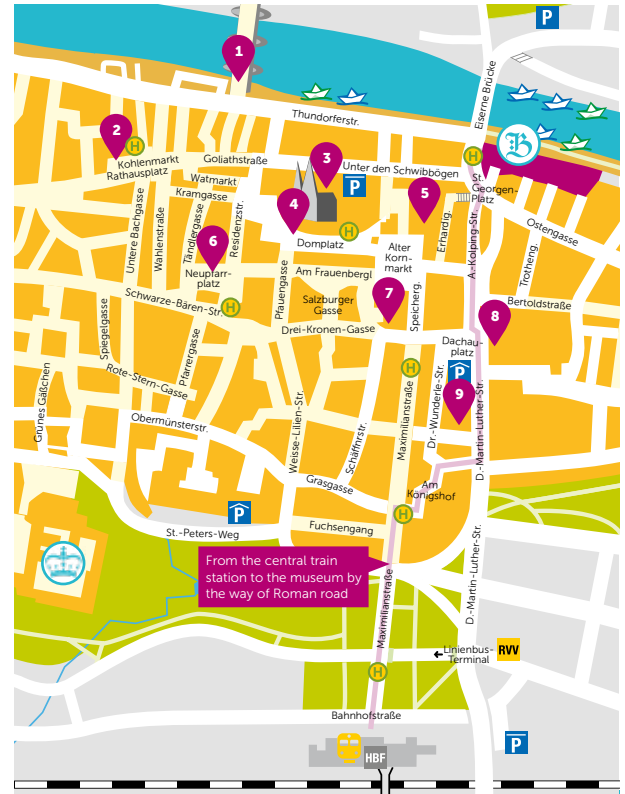 P
1
Eiserne Brücke
Thundorferstr.
2
H
Kohlenmarkt
Rathausplatz
Goliathstraße
Watmarkt
Kramgasse
3
Unter den Schwibbögen
P
H
B
St.
Georgen-
Platz
4
5
Untere Bachgasse
Wahlenstraße
Tändlergasse
Residenzstr.
6
Neupfarr-
platz
Domplatz
H
Erhardig.
A.-Kolping-Str.
Ostengasse
Trotheng.
Alter
Korn-
markt
Am Frauenbergl
Pfauengasse
Salzburger
Gasse
7
Speicherg.
Bertoldstraße
8
Schwarze-Bären-Str.
H
Drei-Kronen-Gasse
Spiegelgasse
Pfarrergasse
Dachau-
platz
P
H
9
Rote-Stern-Gasse
Grünes Gäßchen
Obermünsterstr.
Weisse-Lilien-Str.
Schäffnrstr.
Maximilianstraße
Dr.-Wunderle-Str.
D.-Martin-Luther-Str.
Grasgasse
Am
Königshof
P
H
Fuchsengang
St.-Peters-Weg
From the central train
station to the museum by
the way of Roman road
Maximilianstraße
D.-Martin-Luther-Str.
Linienbus-
Terminal
RVV
H
Bahnhofstraße
HBF
P